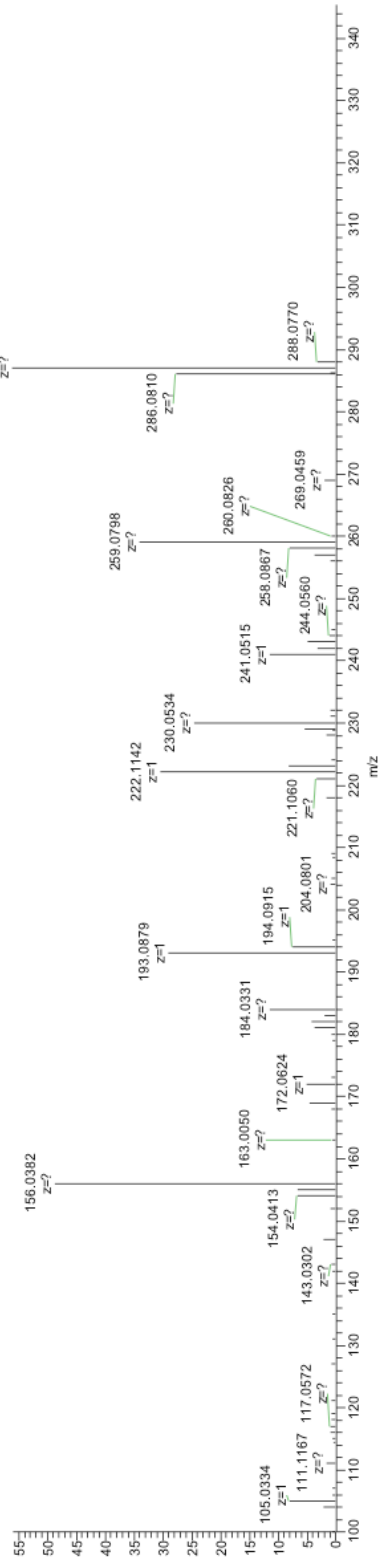 z=?
286.0810
z=?
288.0770
z=?
259.0798
z=?
260.0826
z=?
269.0459
z=?
258.0867
z=?
244.0560
z=?
241.0515
z=1
230.0534
z=?
222.1142
z=1
221.1060
z=?
204.0801
z=?
193.0879
z=1
194.0915
z=1
184.0331
z=?
172.0624
z=1
163.0050
z=?
156.0382
z=?
154.0413
z=?
143.0302
z=?
117.0572
z=?
111.1167
z=?
105.0334
z=1
55
50
45
40
35
30
25
20
15
10
5
0
100
110
120
130
140
150
160
170
180
190
200
210
220
230
240
250
260
270
280
290
300
310
320
330
340
m/z